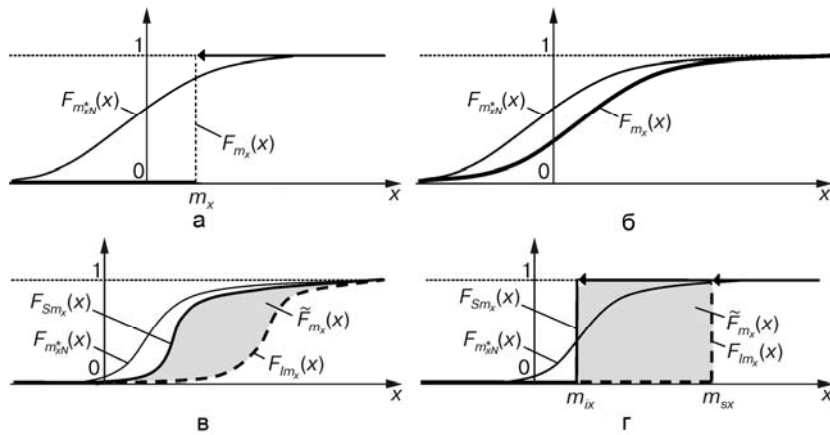 1
F_{m*_{xN}}(x)
F_{m_x}(x)
0
m_x
x
а
1
F_{m*_{xN}}(x)
F_{m_x}(x)
0
x
б
1
F_{Sm_x}(x)
F_{m*_{xN}}(x)
F̃_{m_x}(x)
F_{Im_x}(x)
0
x
в
1
F_{Sm_x}(x)
F_{m*_{xN}}(x)
F̃_{m_x}(x)
F_{Im_x}(x)
0
m_{ix}
m_{sx}
x
г